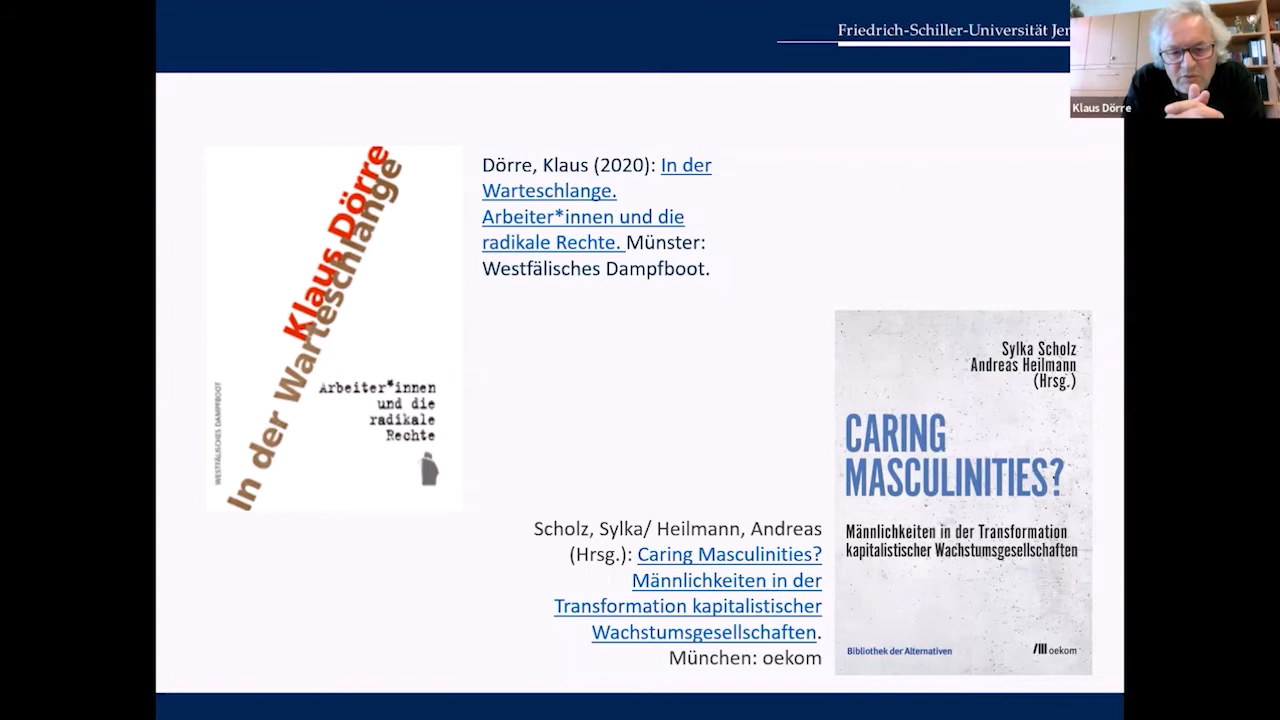 Friedrich-Schiller-Universität Jen
Klaus Dörre
Klaus Dörre
In der Warteschlange
Arbeiter*innen
und die
radikale
Rechte
WESTFÄLISCHES DAMPFBOOT
Dörre, Klaus (2020): In der
Warteschlange.
Arbeiter*innen und die
radikale Rechte. Münster:
Westfälisches Dampfboot.
Sylka Scholz
Andreas Heilmann
(Hrsg.)
CARING
MASCULINITIES?
Männlichkeiten in der Transformation
kapitalistischer Wachstumsgesellschaften
Bibliothek der Alternativen
oekom
Scholz, Sylka/ Heilmann, Andreas
(Hrsg.): Caring Masculinities?
Männlichkeiten in der
Transformation kapitalistischer
Wachstumsgesellschaften.
München: oekom